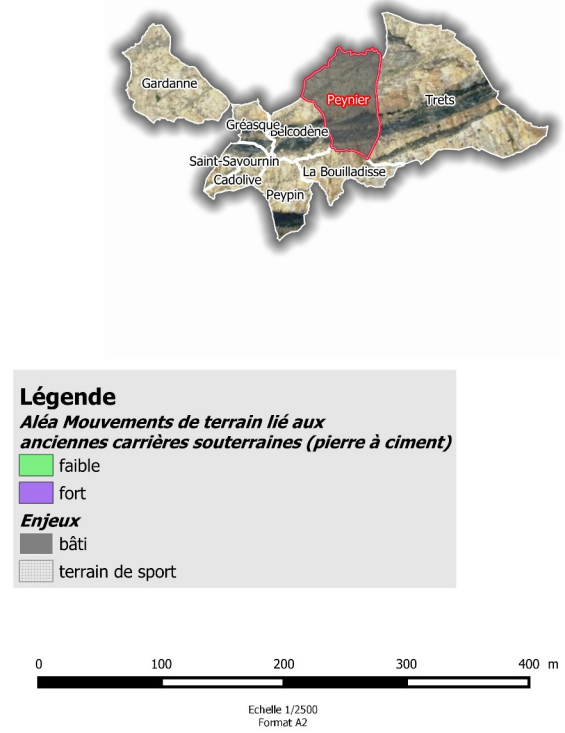 Gardanne
Peynier
Trets
Gréasque
Belcodène
Saint-Savournin
La Bouilladisse
Cadolive
Peypin
Légende
Aléa Mouvements de terrain lié aux
anciennes carrières souterraines (pierre à ciment)
faible
fort
Enjeux
bâti
terrain de sport
0 100 200 300 400 m
Echelle 1/2500
Format A2